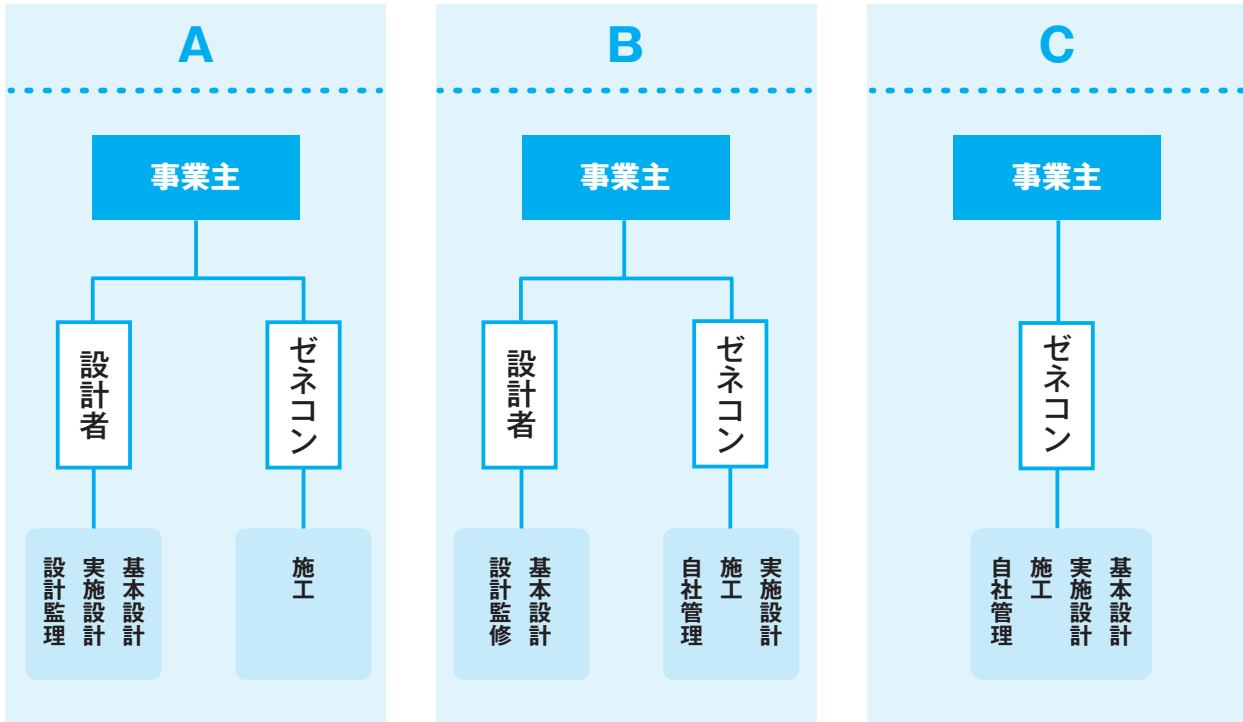 A
事業主
設計者
ゼネコン
基本設計
実施設計
設計監理
施工
B
事業主
設計者
ゼネコン
基本設計
設計監修
実施設計
施工
自社管理
C
事業主
ゼネコン
基本設計
実施設計
施工
自社管理